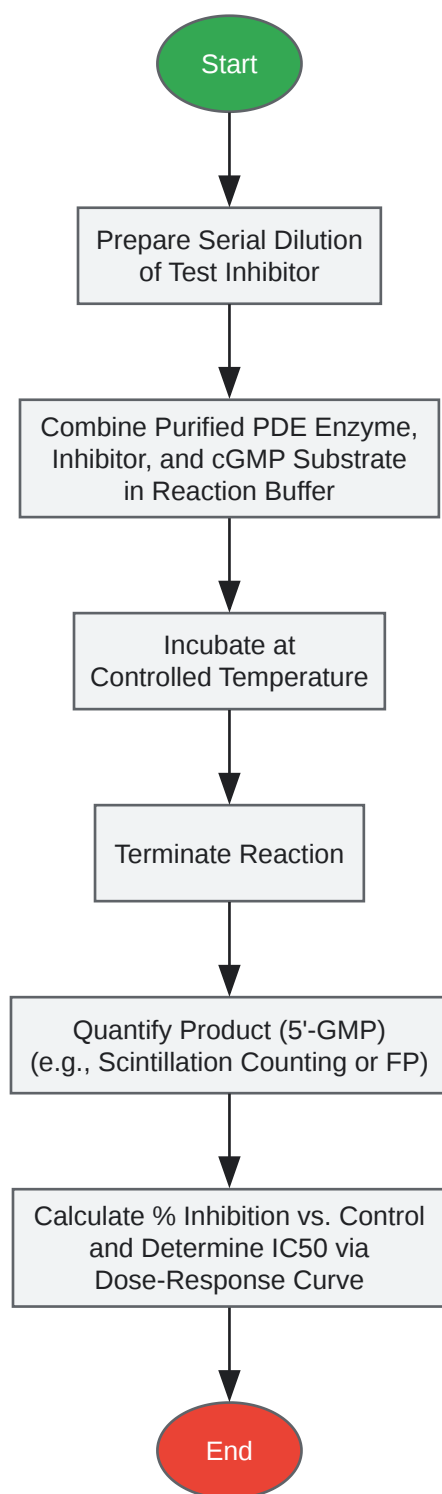 Start
Prepare Serial Dilution
of Test Inhibitor
Combine Purified PDE Enzyme,
Inhibitor, and cGMP Substrate
in Reaction Buffer
Incubate at
Controlled Temperature
Terminate Reaction
Quantify Product (5'-GMP)
(e.g., Scintillation Counting or FP)
Calculate % Inhibition vs. Control
and Determine IC50 via
Dose-Response Curve
End